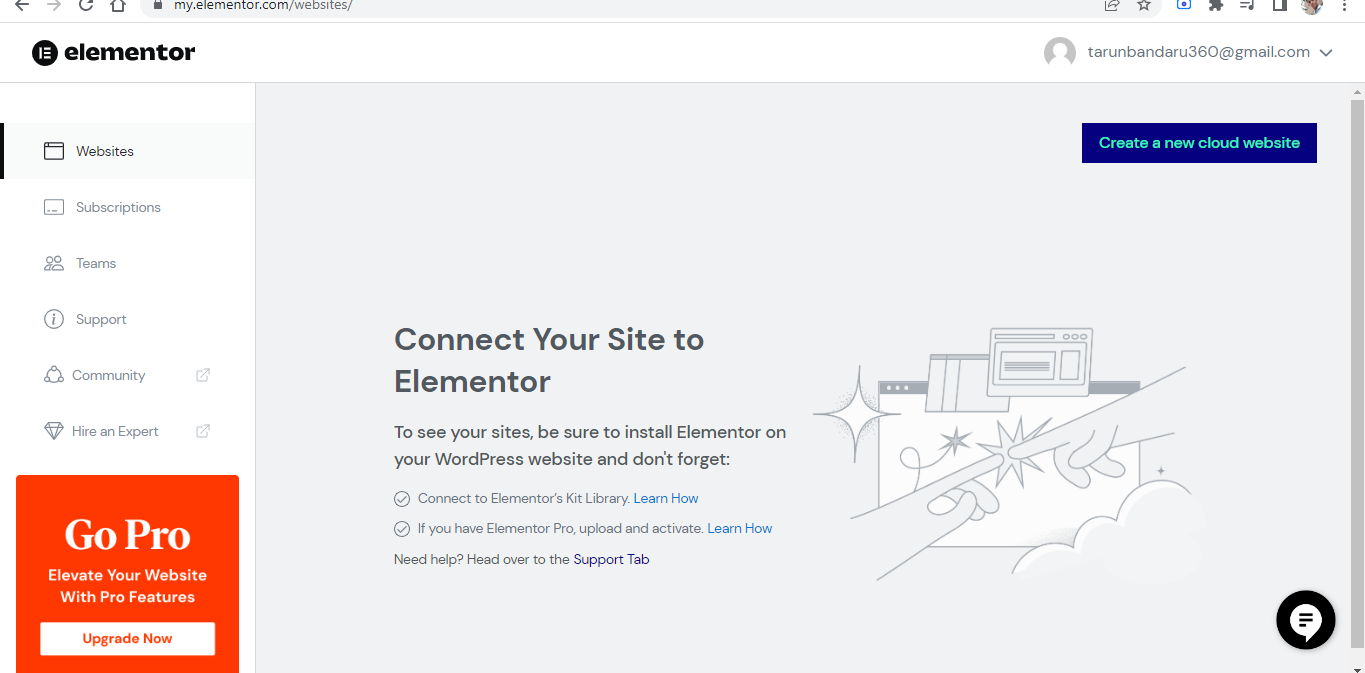 my.elementor.com/websites/
elementor
tarunbandaru360@gmail.com
Websites
Subscriptions
Teams
Support
Community
Hire an Expert
Go Pro
Elevate Your Website
With Pro Features
Upgrade Now
Create a new cloud website
Connect Your Site to
Elementor
To see your sites, be sure to install Elementor on
your WordPress website and don't forget:
Connect to Elementor’s Kit Library. Learn How
If you have Elementor Pro, upload and activate. Learn How
Need help? Head over to the Support Tab